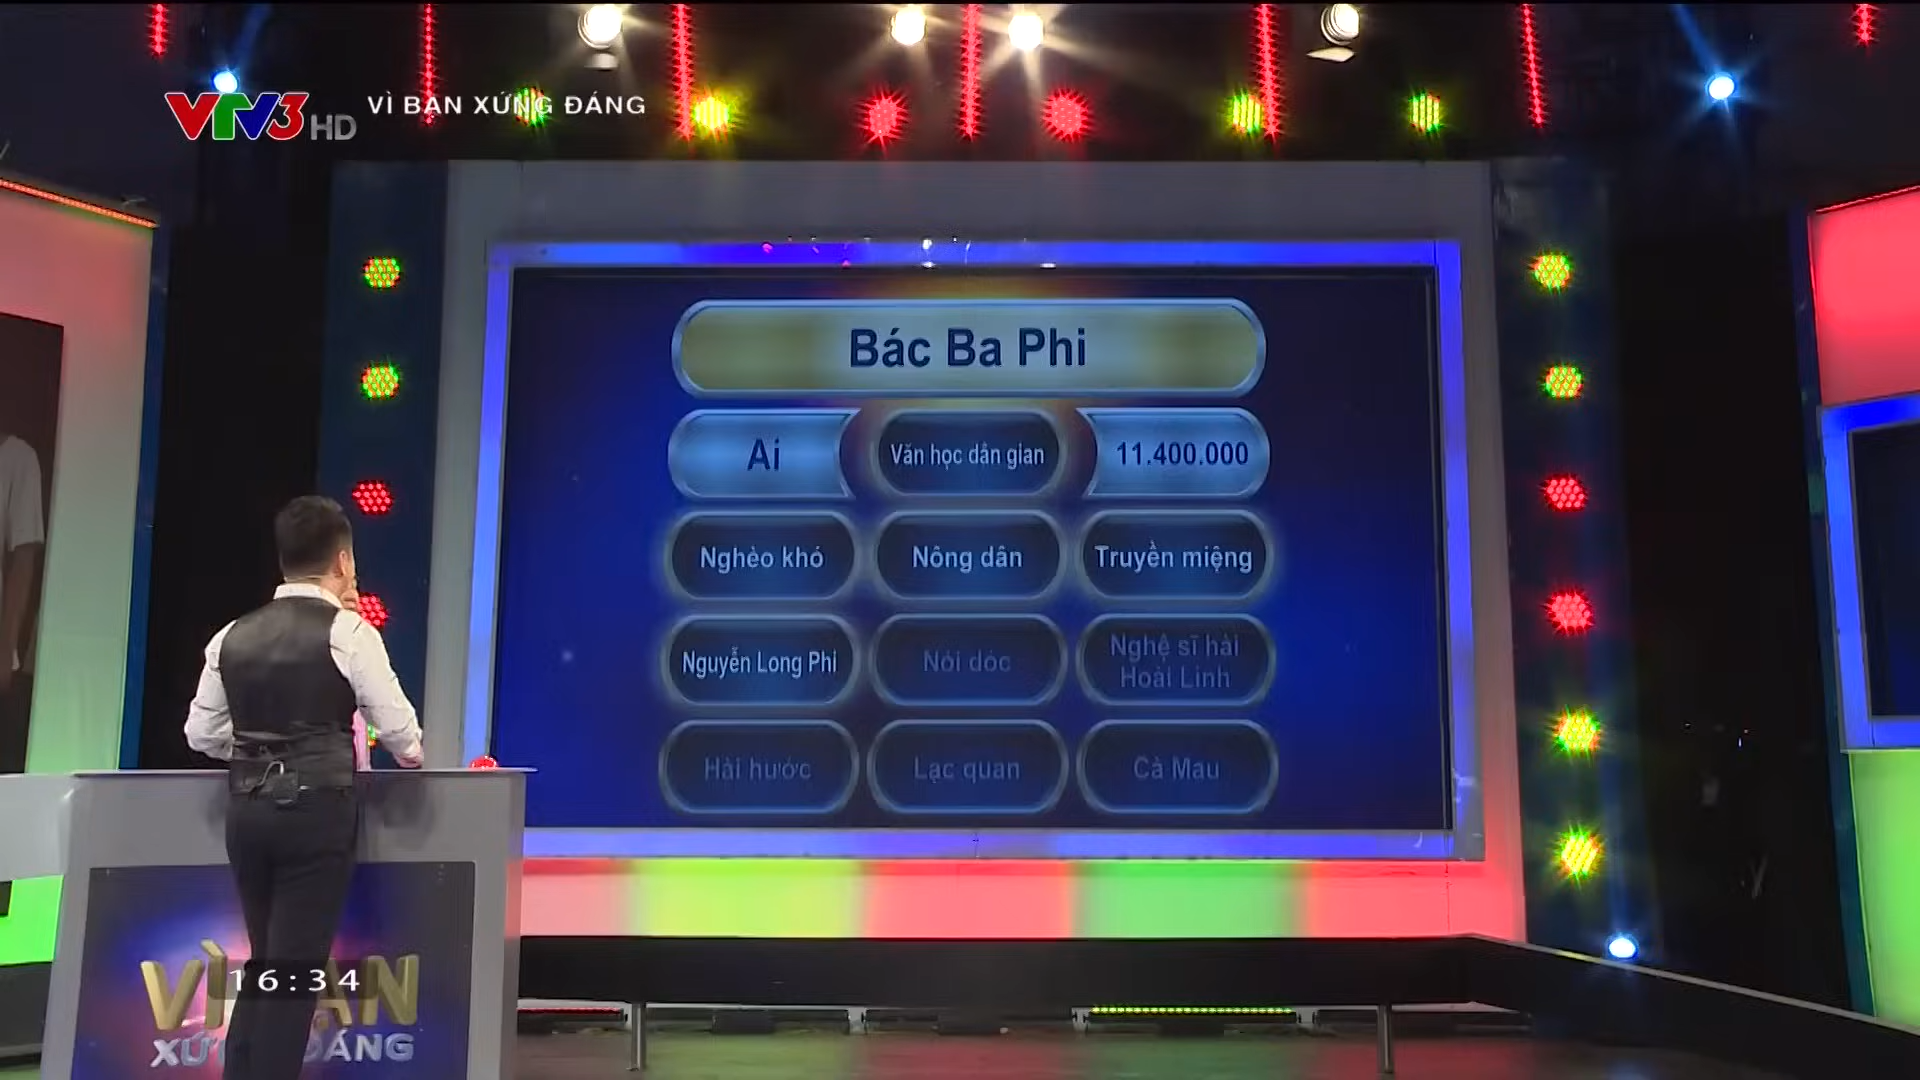 VTV3 HD VÌ BẠN XỨNG ĐÁNG
Bác Ba Phi
Ai Văn học dân gian 11.400.000
Nghèo khó Nông dân Truyền miệng
Nguyễn Long Phi Nói dóc Nghệ sĩ hài
Hoài Linh
Hài hước Lạc quan Cà Mau
16:34